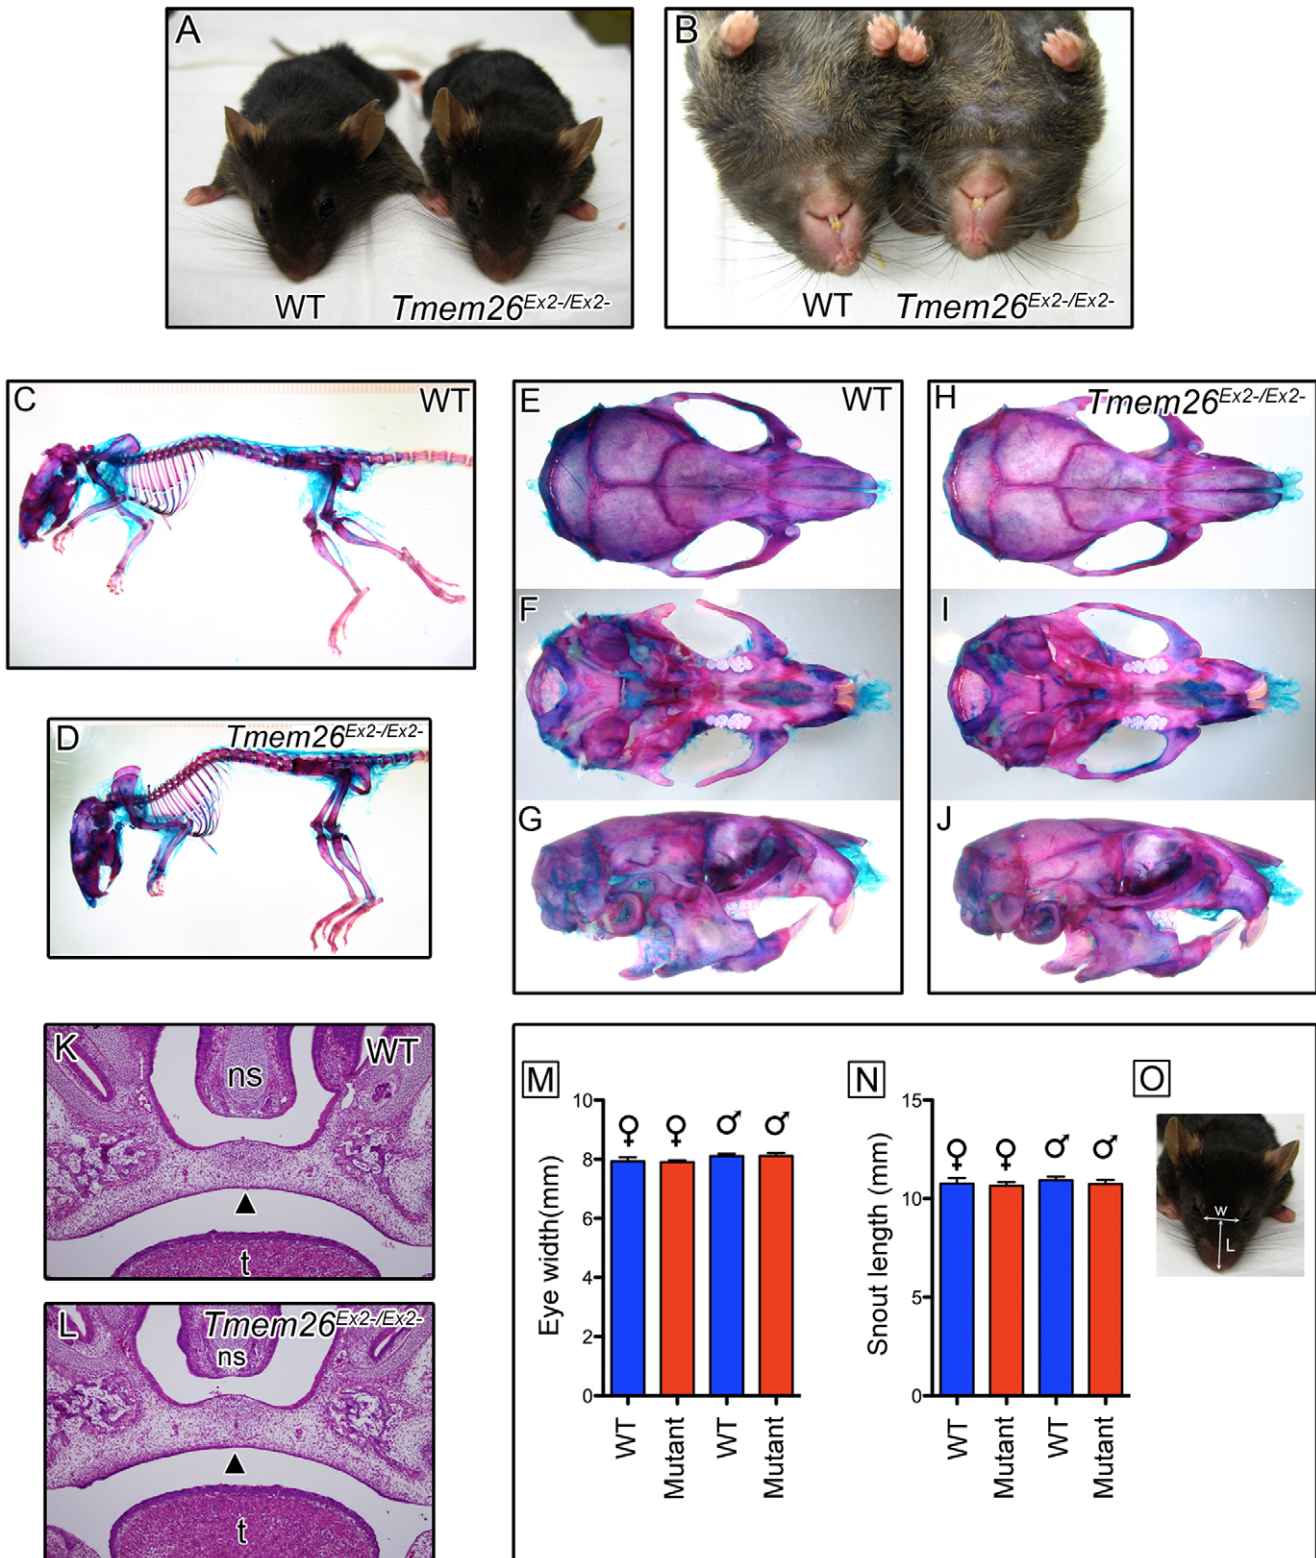 A
WT
Tmem26Ex2-/Ex2-
B
WT
Tmem26Ex2-/Ex2-
C
WT
D
Tmem26Ex2-/Ex2-
E
WT
F
G
H
Tmem26Ex2-/Ex2-
I
J
K
WT
ns
t
L
Tmem26Ex2-/Ex2-
ns
t
M
Eye width(mm)
10
8
6
4
2
0
♀ ♀ ♂ ♂
WT
Mutant
WT
Mutant
N
Snout length (mm)
15
10
5
0
♀ ♀ ♂ ♂
WT
Mutant
WT
Mutant
O
w
L